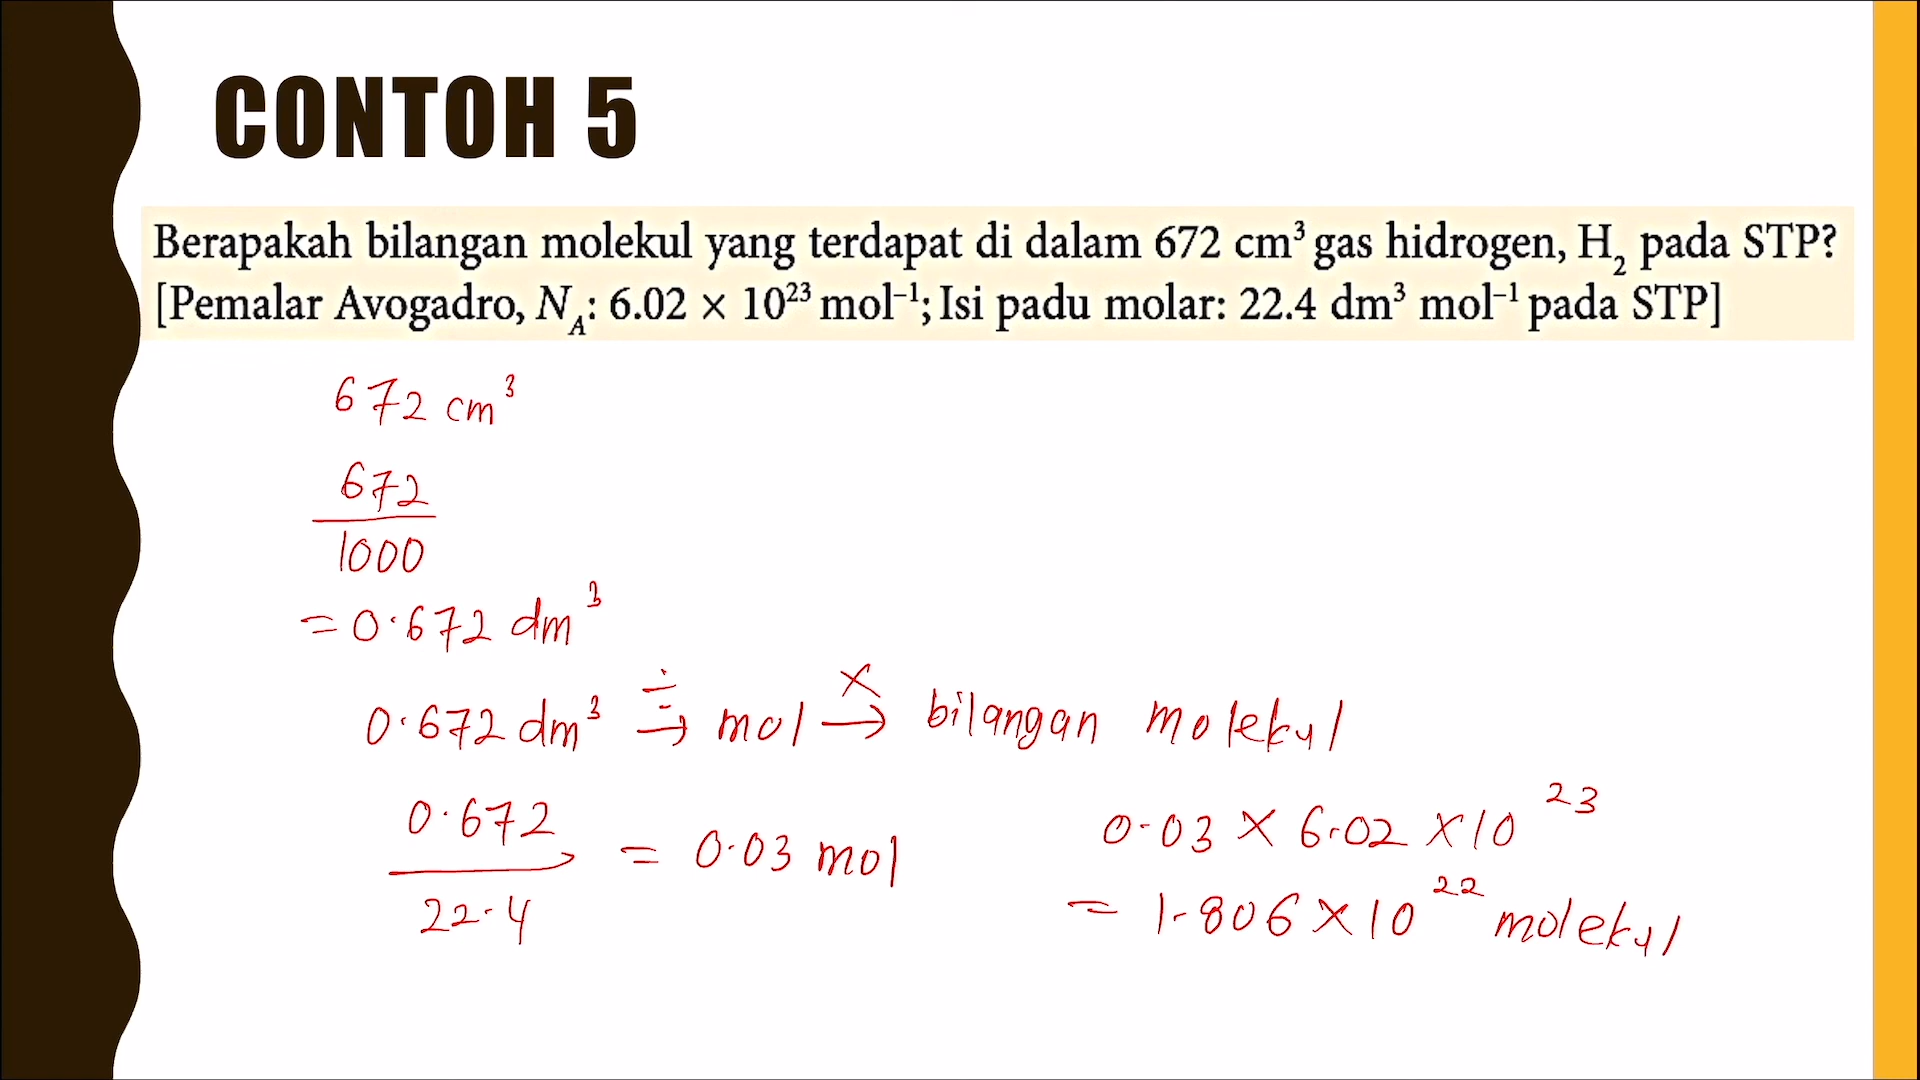 CONTOH 5
Berapakah bilangan molekul yang terdapat di dalam 672 cm³ gas hidrogen, H₂ pada STP?
[Pemalar Avogadro, N_A: 6.02 × 10²³ mol⁻¹; Isi padu molar: 22.4 dm³ mol⁻¹ pada STP]
672 cm³
672
1000
= 0.672 dm³
÷ ×
0.672 dm³ → mol → bilangan molekul
0.672
22.4
= 0.03 mol
0.03 × 6.02 × 10²³
= 1.806 × 10²² molekul